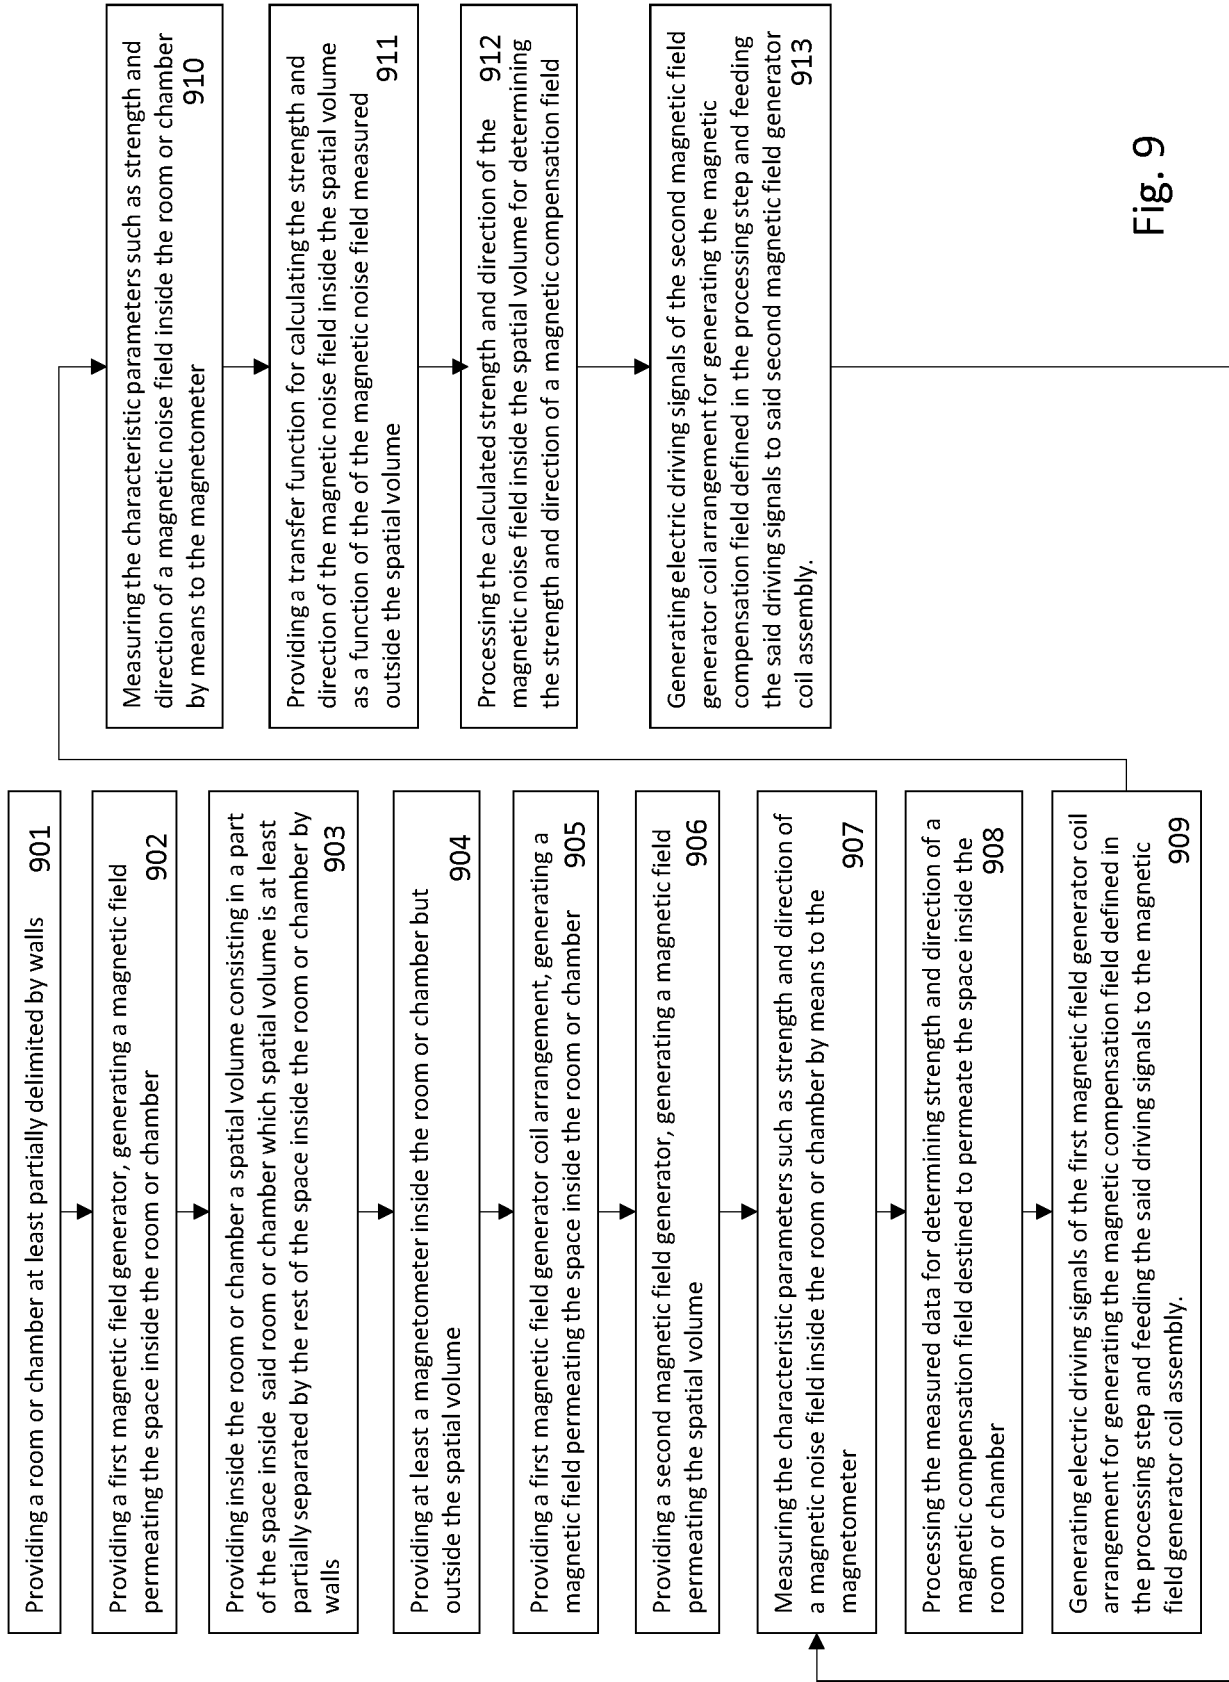 Providing a room or chamber at least partially delimited by walls 901
Providing a first magnetic field generator, generating a magnetic field
permeating the space inside the room or chamber 902
Providing inside the room of chamber a spatial volume consisting in a part
of the space inside said room or chamber which spatial volume is at least
partially separated by the rest of the space inside the room or chamber by
walls 903
Providing at least a magnetometer inside the room or chamber but
outside the spatial volume 904
Providing a first magnetic field generator coil arrangement, generating a
magnetic field permeating the space inside the room or chamber 905
Providing a second magnetic field generator, generating a magnetic field
permeating the spatial volume 906
Measuring the characteristic parameters such as strength and direction of
a magnetic noise field inside the room or chamber by means to the
magnetometer 907
Processing the measured data for determining strength and direction of a
magnetic compensation field destined to permeate the space inside the
room or chamber 908
Generating electric driving signals of the first magnetic field generator coil
arrangement for generating the magnetic compensation field defined in
the processing step and feeding the said driving signals to the magnetic
field generator coil assembly. 909
Measuring the characteristic parameters such as strength and
direction of a magnetic noise field inside the room or chamber
by means to the magnetometer 910
Providing a transfer function for calculating the strength and
direction of the magnetic noise field inside the spatial volume
as a function of the of the magnetic noise field measured
outside the spatial volume 911
Processing the calculated strength and direction of the 912
magnetic noise field inside the spatial volume for determining
the strength and direction of a magnetic compensation field
Generating electric driving signals of the second magnetic field
generator coil arrangement for generating the magnetic
compensation field defined in the processing step and feeding
the said driving signals to said second magnetic field generator
coil assembly. 913
Fig. 9